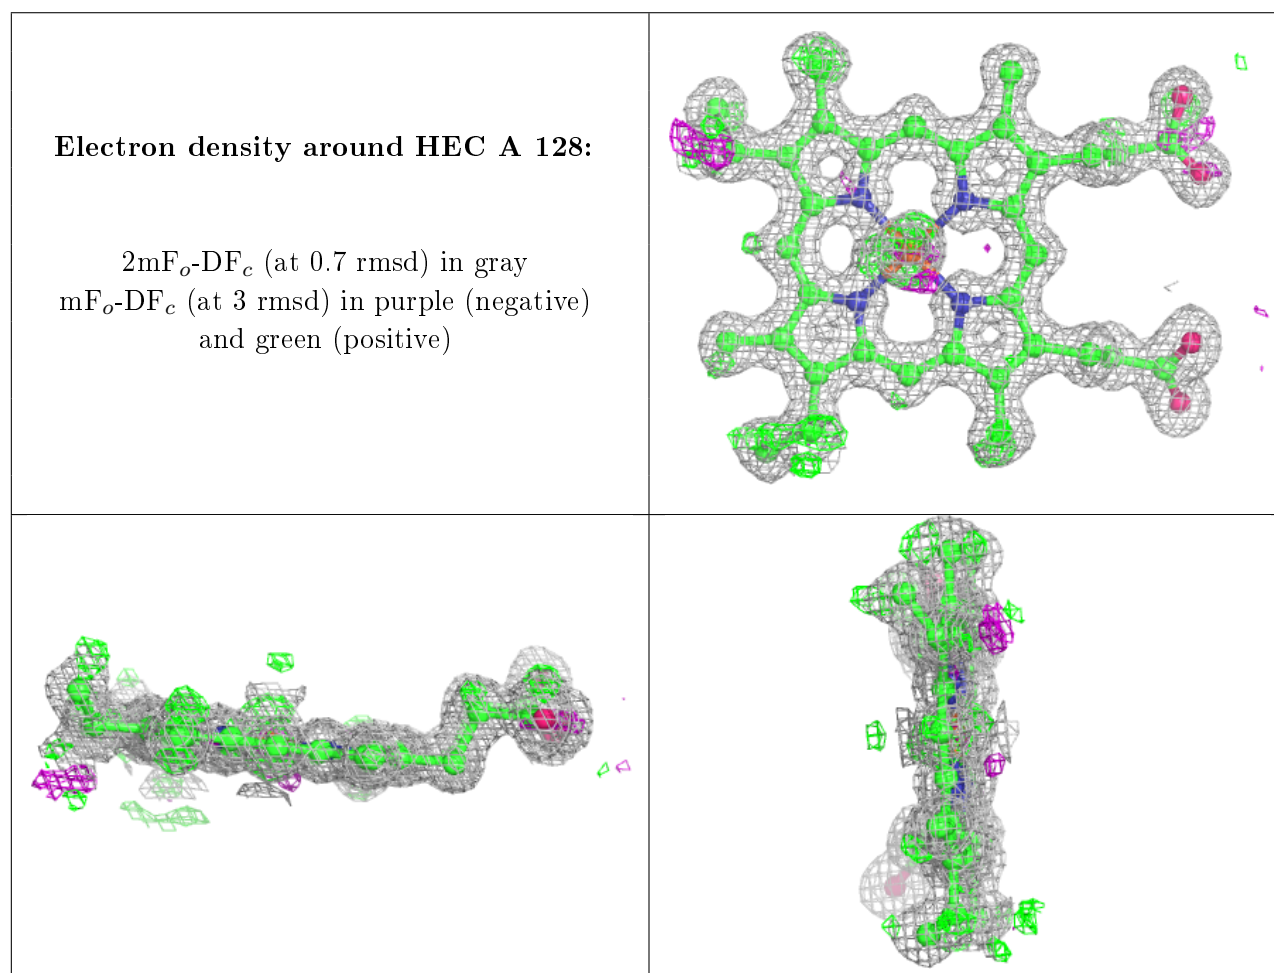 Electron density around HEC A 128:
2mFo-DFc (at 0.7 rmsd) in gray
mFo-DFc (at 3 rmsd) in purple (negative)
and green (positive)